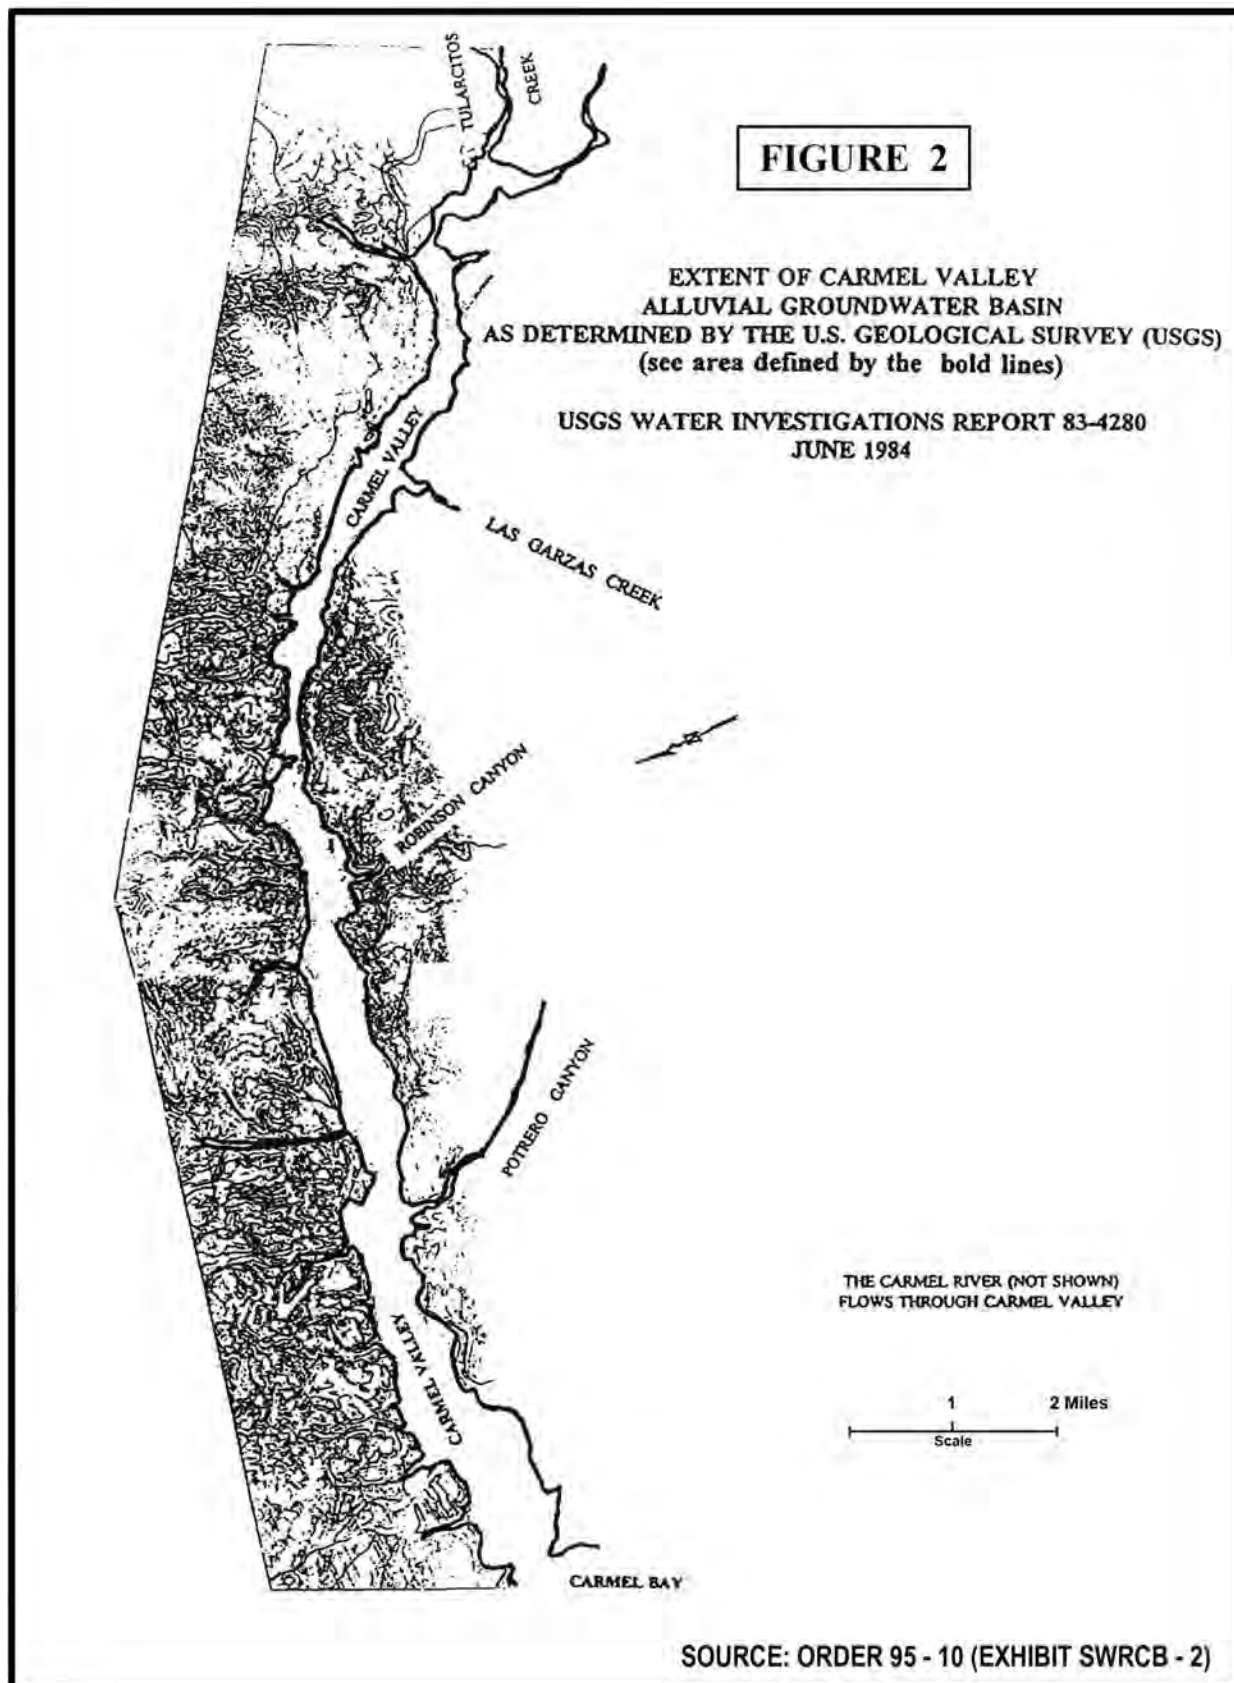 TULARCITOS
CREEK
FIGURE 2
EXTENT OF CARMEL VALLEY
ALLUVIAL GROUNDWATER BASIN
AS DETERMINED BY THE U.S. GEOLOGICAL SURVEY (USGS)
(see area defined by the bold lines)
USGS WATER INVESTIGATIONS REPORT 83-4280
JUNE 1984
CARMEL VALLEY
LAS GARZAS CREEK
N
ROBINSON CANYON
POTRERO CANYON
THE CARMEL RIVER (NOT SHOWN)
FLOWS THROUGH CARMEL VALLEY
CARMEL VALLEY
1 2 Miles
Scale
CARMEL BAY
SOURCE: ORDER 95 - 10 (EXHIBIT SWRCB - 2)